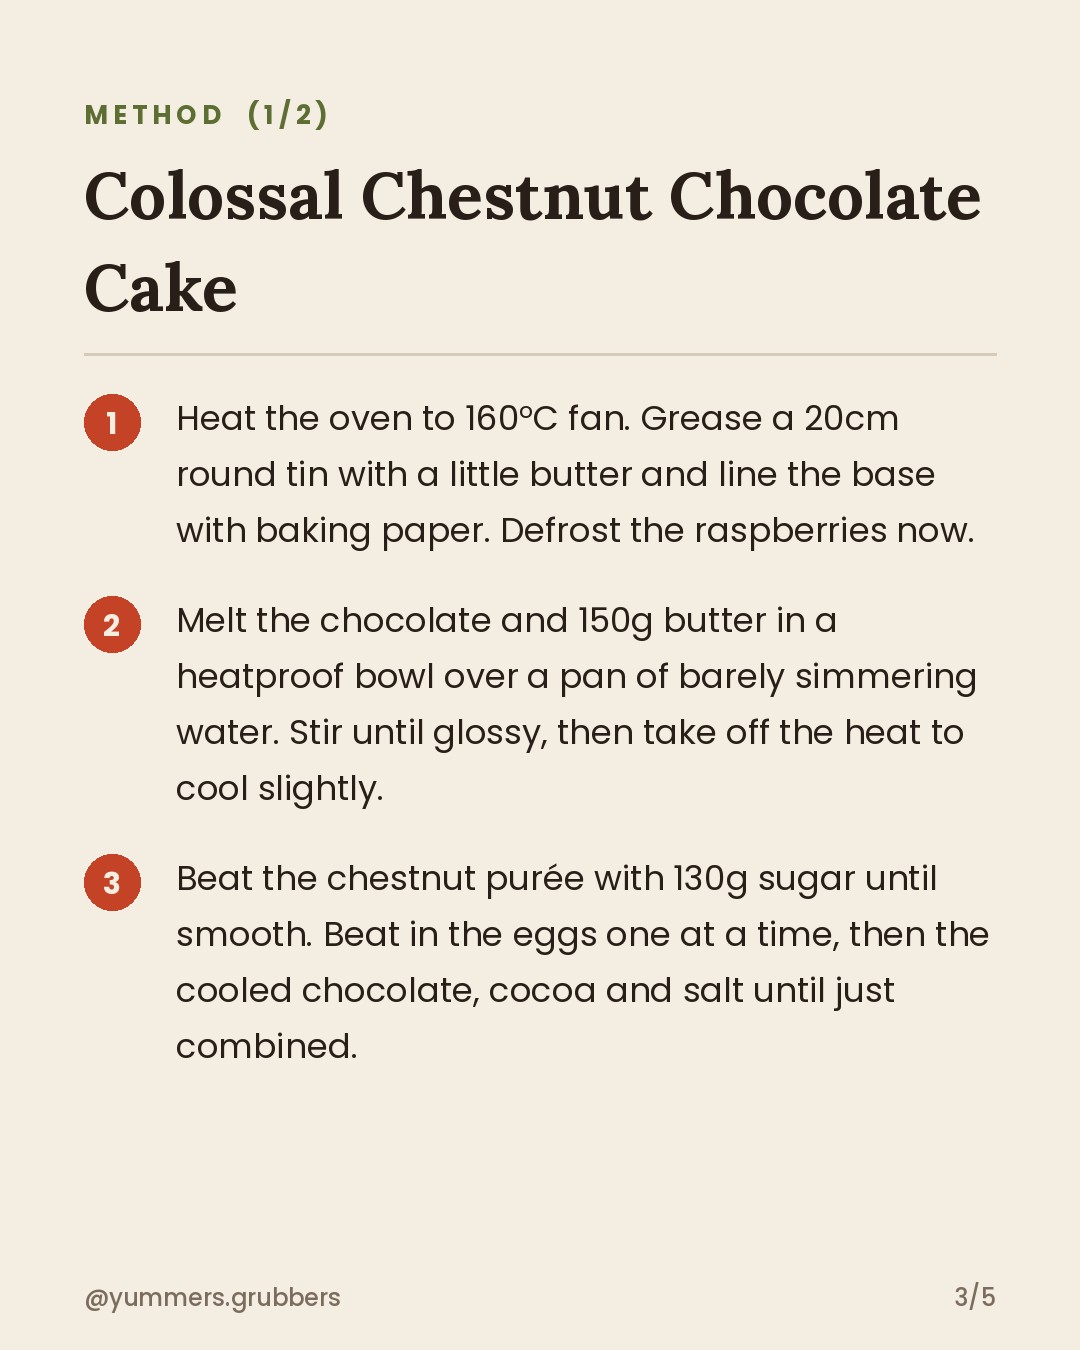 METHOD (1/2)
Colossal Chestnut Chocolate
Cake
1 Heat the oven to 160°C fan. Grease a 20cm
round tin with a little butter and line the base
with baking paper. Defrost the raspberries now.
2 Melt the chocolate and 150g butter in a
heatproof bowl over a pan of barely simmering
water. Stir until glossy, then take off the heat to
cool slightly.
3 Beat the chestnut purée with 130g sugar until
smooth. Beat in the eggs one at a time, then the
cooled chocolate, cocoa and salt until just
combined.
@yummers.grubbers 3/5